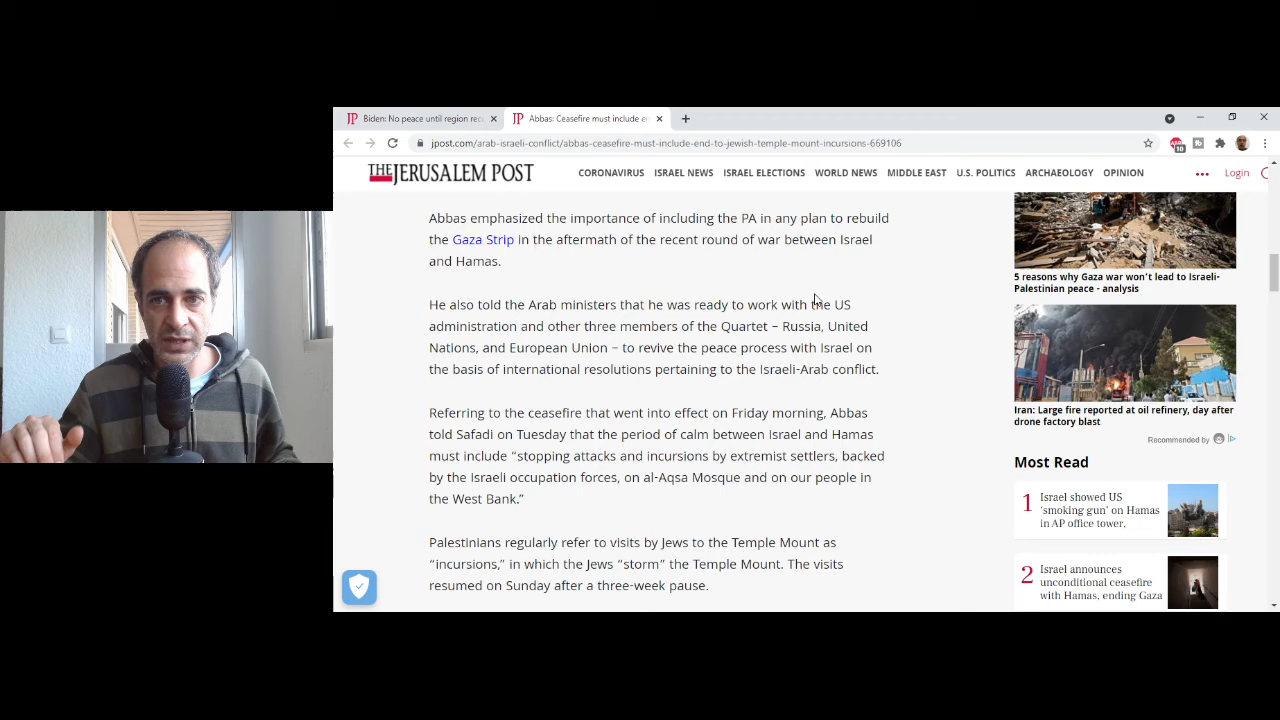 Biden: No peace until region rec
Abbas: Ceasefire must include en
jpost.com/arab-israeli-conflict/abbas-ceasefire-must-include-end-to-jewish-temple-mount-incursions-669106
10
THE JERUSALEM POST
CORONAVIRUS ISRAEL NEWS ISRAEL ELECTIONS WORLD NEWS MIDDLE EAST U.S. POLITICS ARCHAEOLOGY OPINION ... Login
Abbas emphasized the importance of including the PA in any plan to rebuild
the Gaza Strip in the aftermath of the recent round of war between Israel
and Hamas.
He also told the Arab ministers that he was ready to work with the US
administration and other three members of the Quartet – Russia, United
Nations, and European Union – to revive the peace process with Israel on
the basis of international resolutions pertaining to the Israeli-Arab conflict.
Referring to the ceasefire that went into effect on Friday morning, Abbas
told Safadi on Tuesday that the period of calm between Israel and Hamas
must include “stopping attacks and incursions by extremist settlers, backed
by the Israeli occupation forces, on al-Aqsa Mosque and on our people in
the West Bank.”
Palestinians regularly refer to visits by Jews to the Temple Mount as
“incursions,” in which the Jews “storm” the Temple Mount. The visits
resumed on Sunday after a three-week pause.
5 reasons why Gaza war won't lead to Israeli-
Palestinian peace - analysis
Iran: Large fire reported at oil refinery, day after
drone factory blast
Recommended by
Most Read
1
Israel showed US
'smoking gun' on Hamas
in AP office tower,
2
Israel announces
unconditional ceasefire
with Hamas, ending Gaza